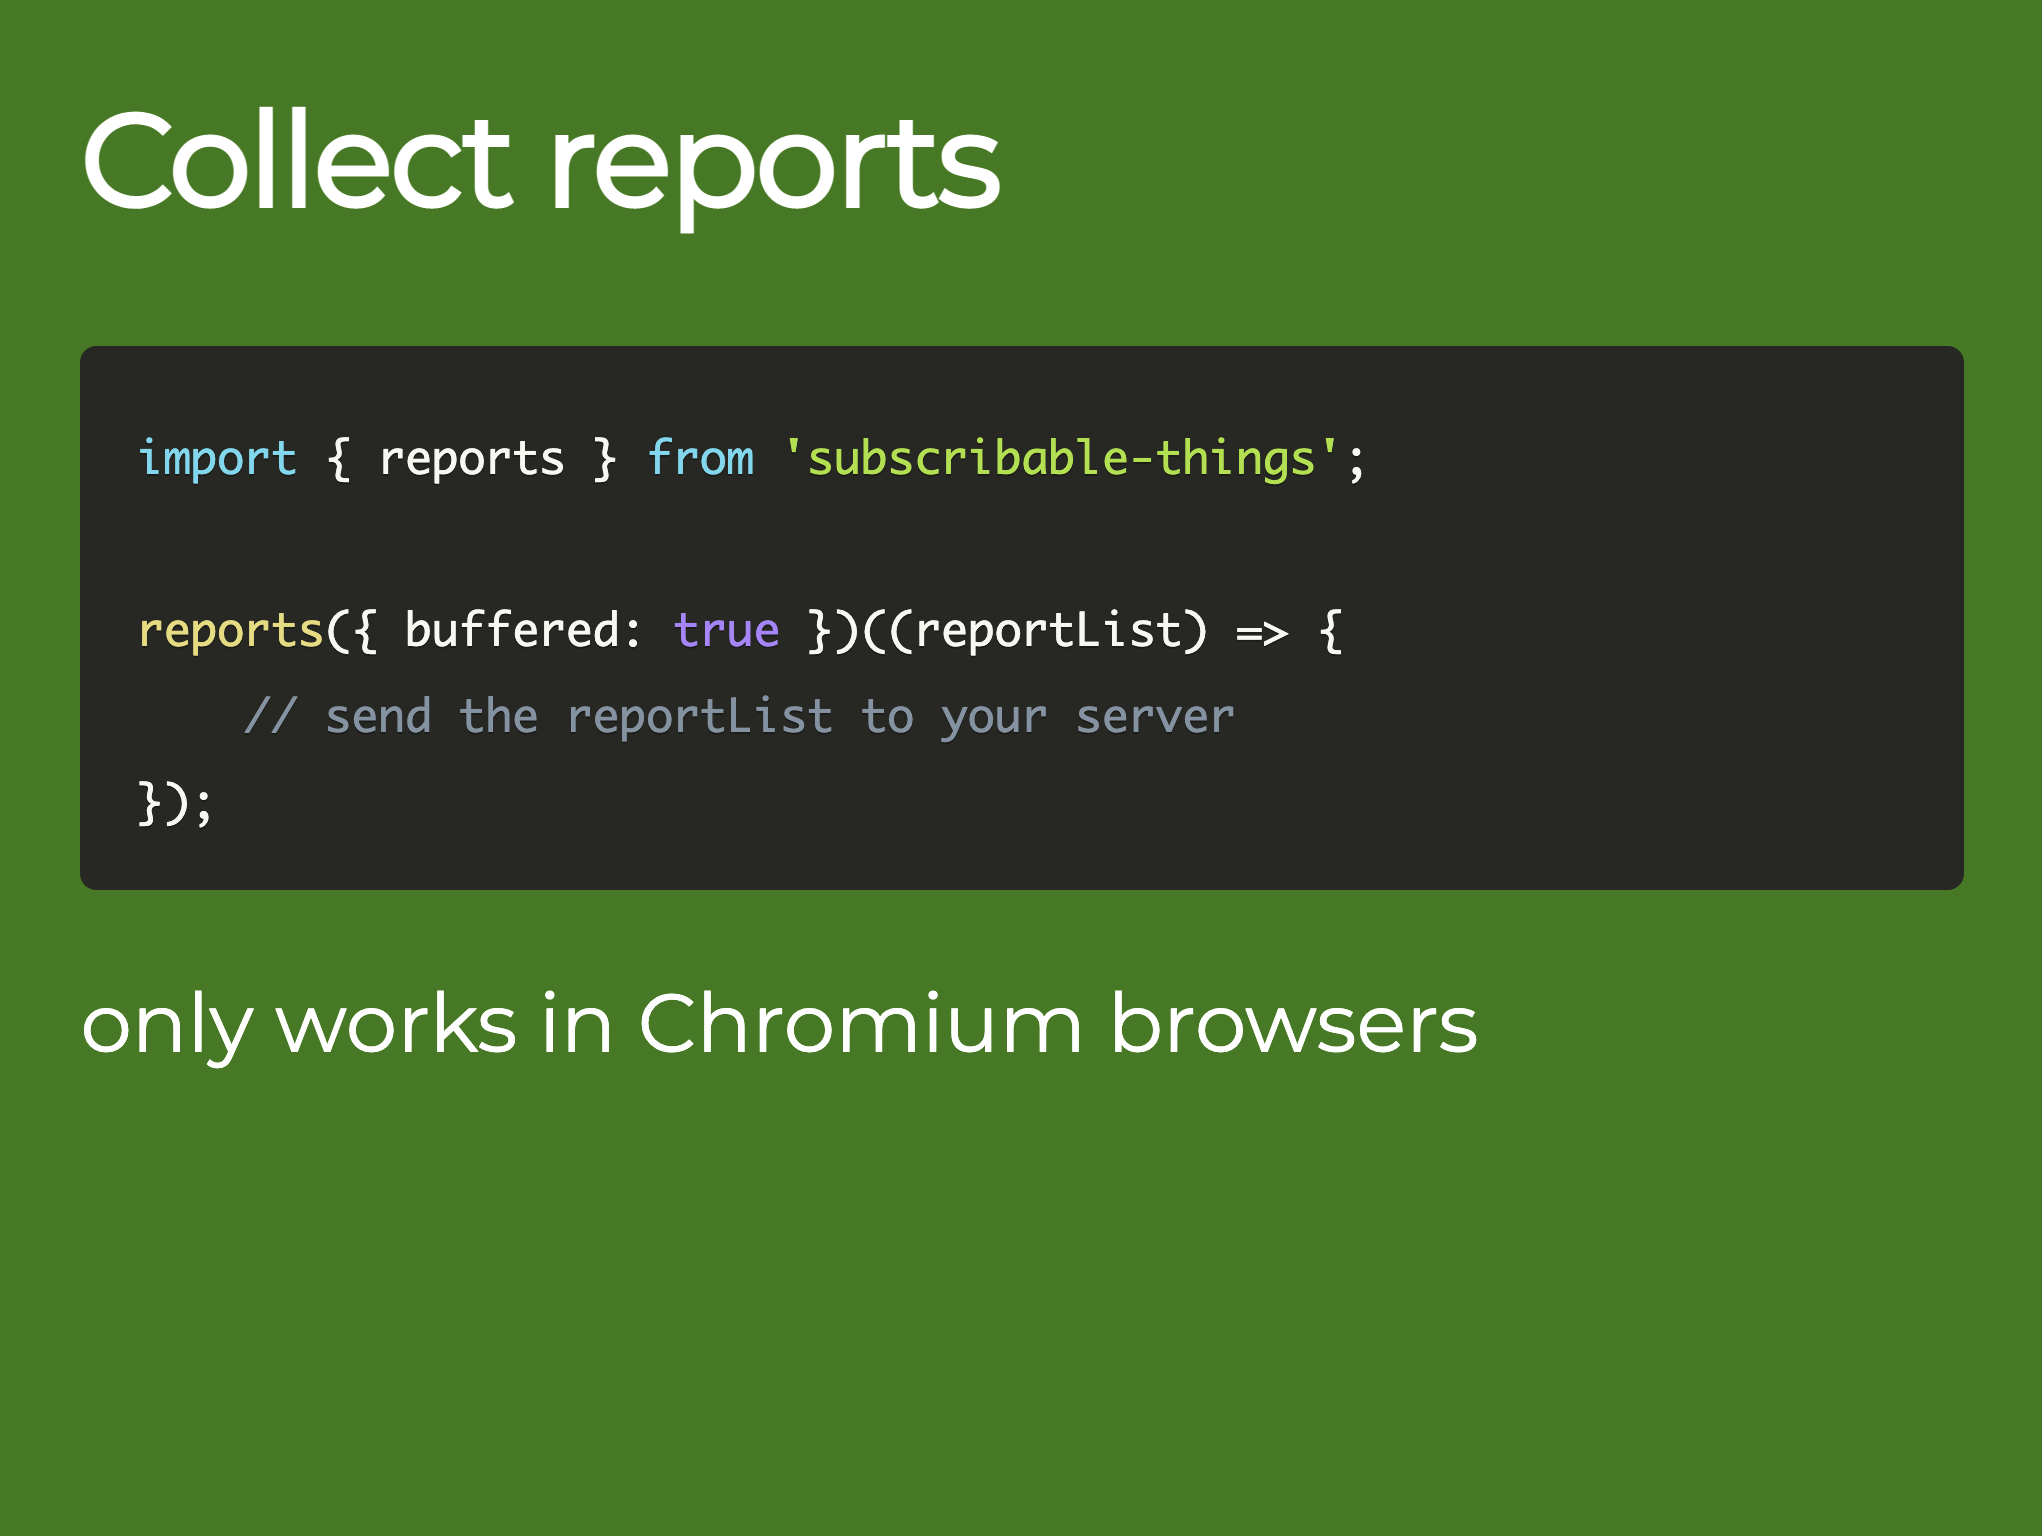 Collect reports
import { reports } from 'subscribable-things';
reports({ buffered: true })((reportList) => {
    // send the reportList to your server
});
only works in Chromium browsers